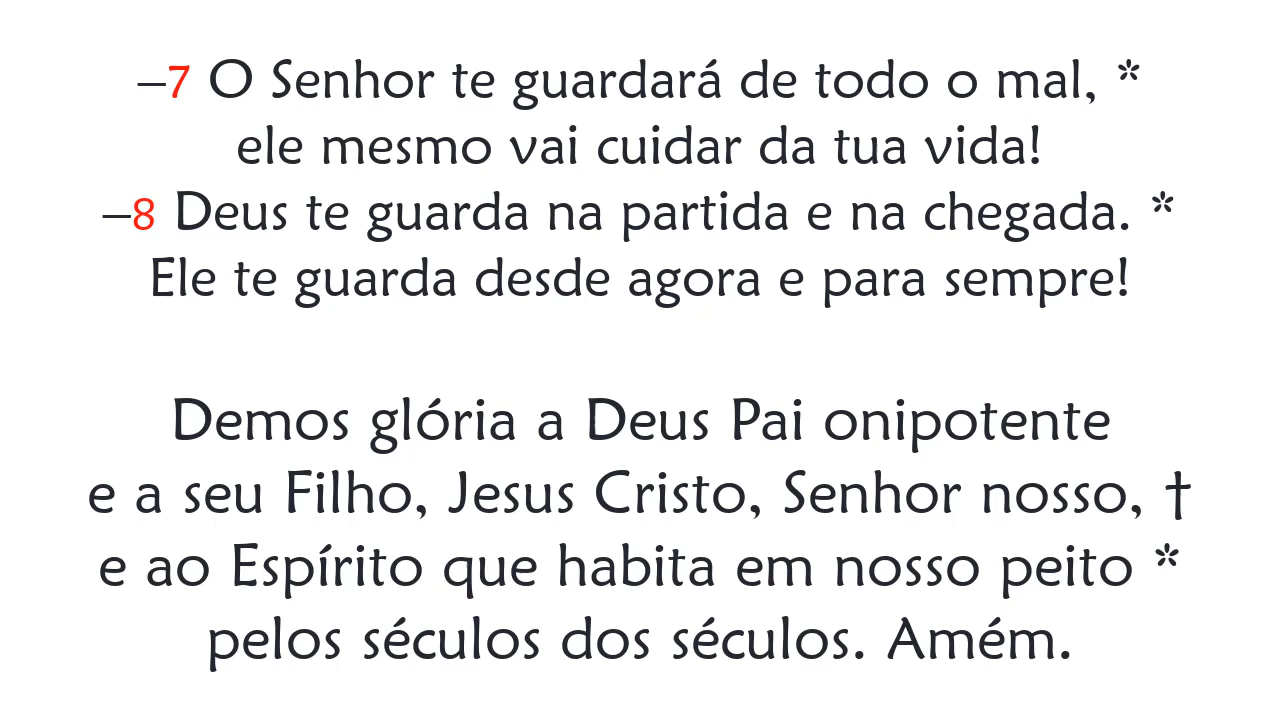 –7 O Senhor te guardará de todo o mal, *
ele mesmo vai cuidar da tua vida!
–8 Deus te guarda na partida e na chegada. *
Ele te guarda desde agora e para sempre!
Demos glória a Deus Pai onipotente
e a seu Filho, Jesus Cristo, Senhor nosso, †
e ao Espírito que habita em nosso peito *
pelos séculos dos séculos. Amém.